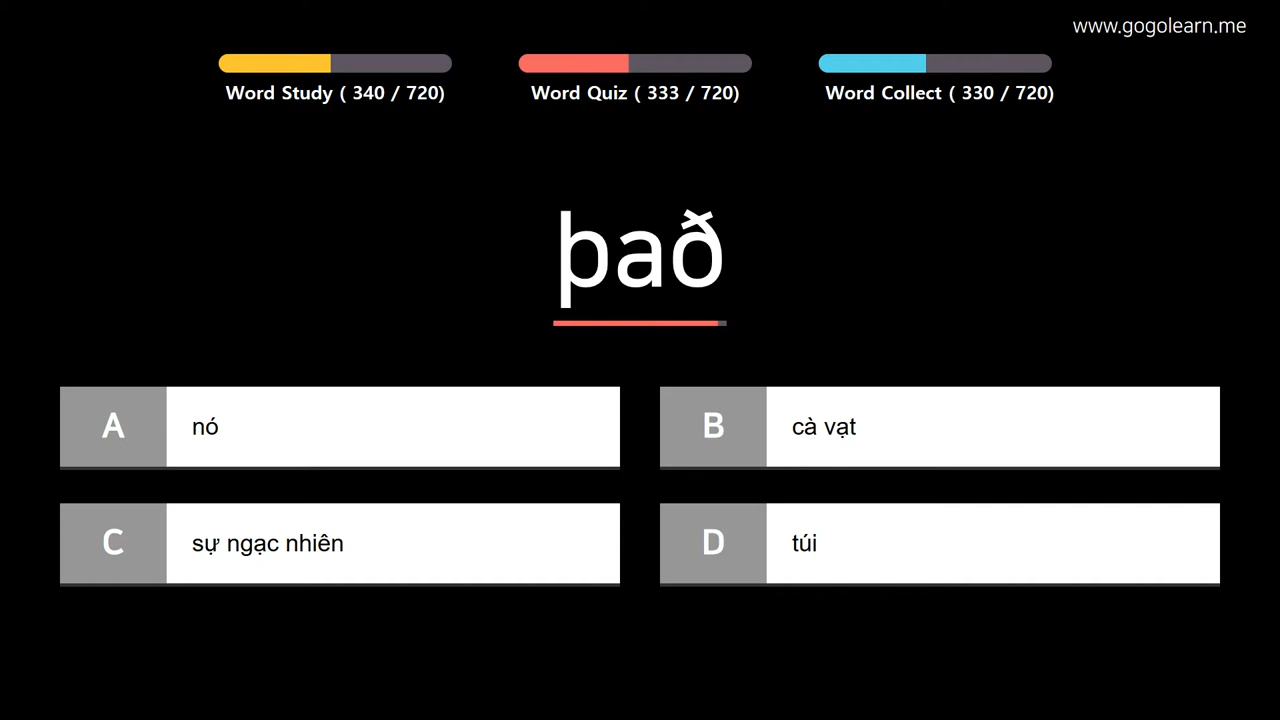 www.gogolearn.me
Word Study ( 340 / 720)
Word Quiz ( 333 / 720)
Word Collect ( 330 / 720)
það
A
nó
B
cà vạt
C
sự ngạc nhiên
D
túi